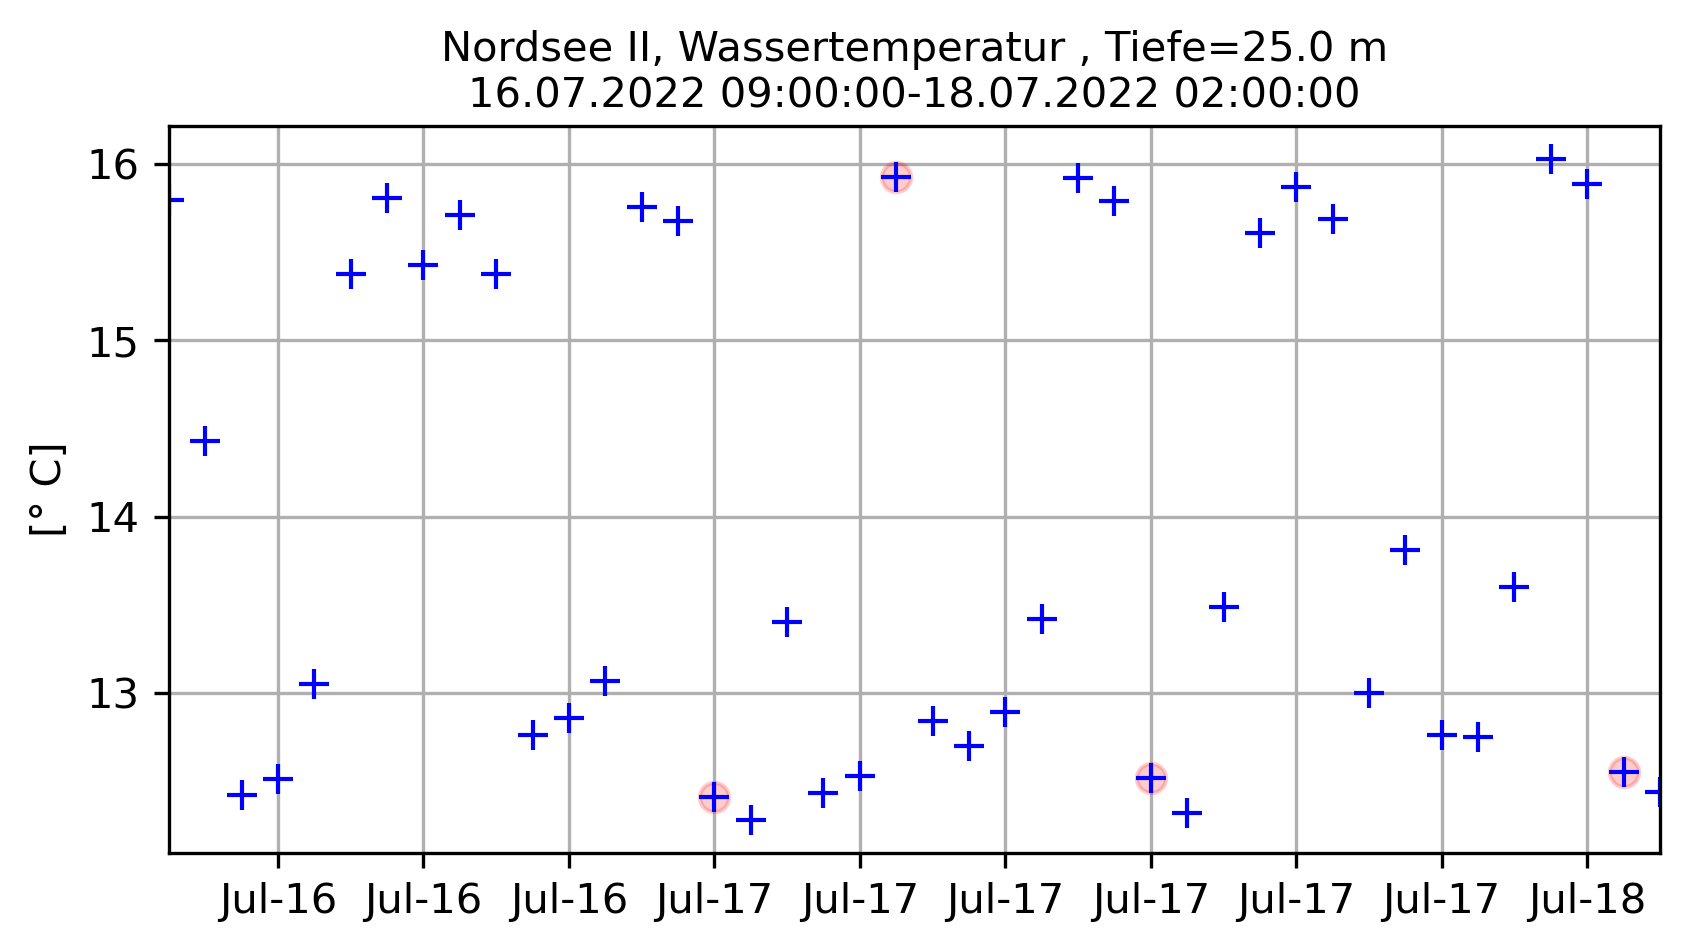 Nordsee II, Wassertemperatur , Tiefe=25.0 m
16.07.2022 09:00:00-18.07.2022 02:00:00
[° C]
16
15
14
13
Jul-16 Jul-16 Jul-16 Jul-17 Jul-17 Jul-17 Jul-17 Jul-17 Jul-17 Jul-18